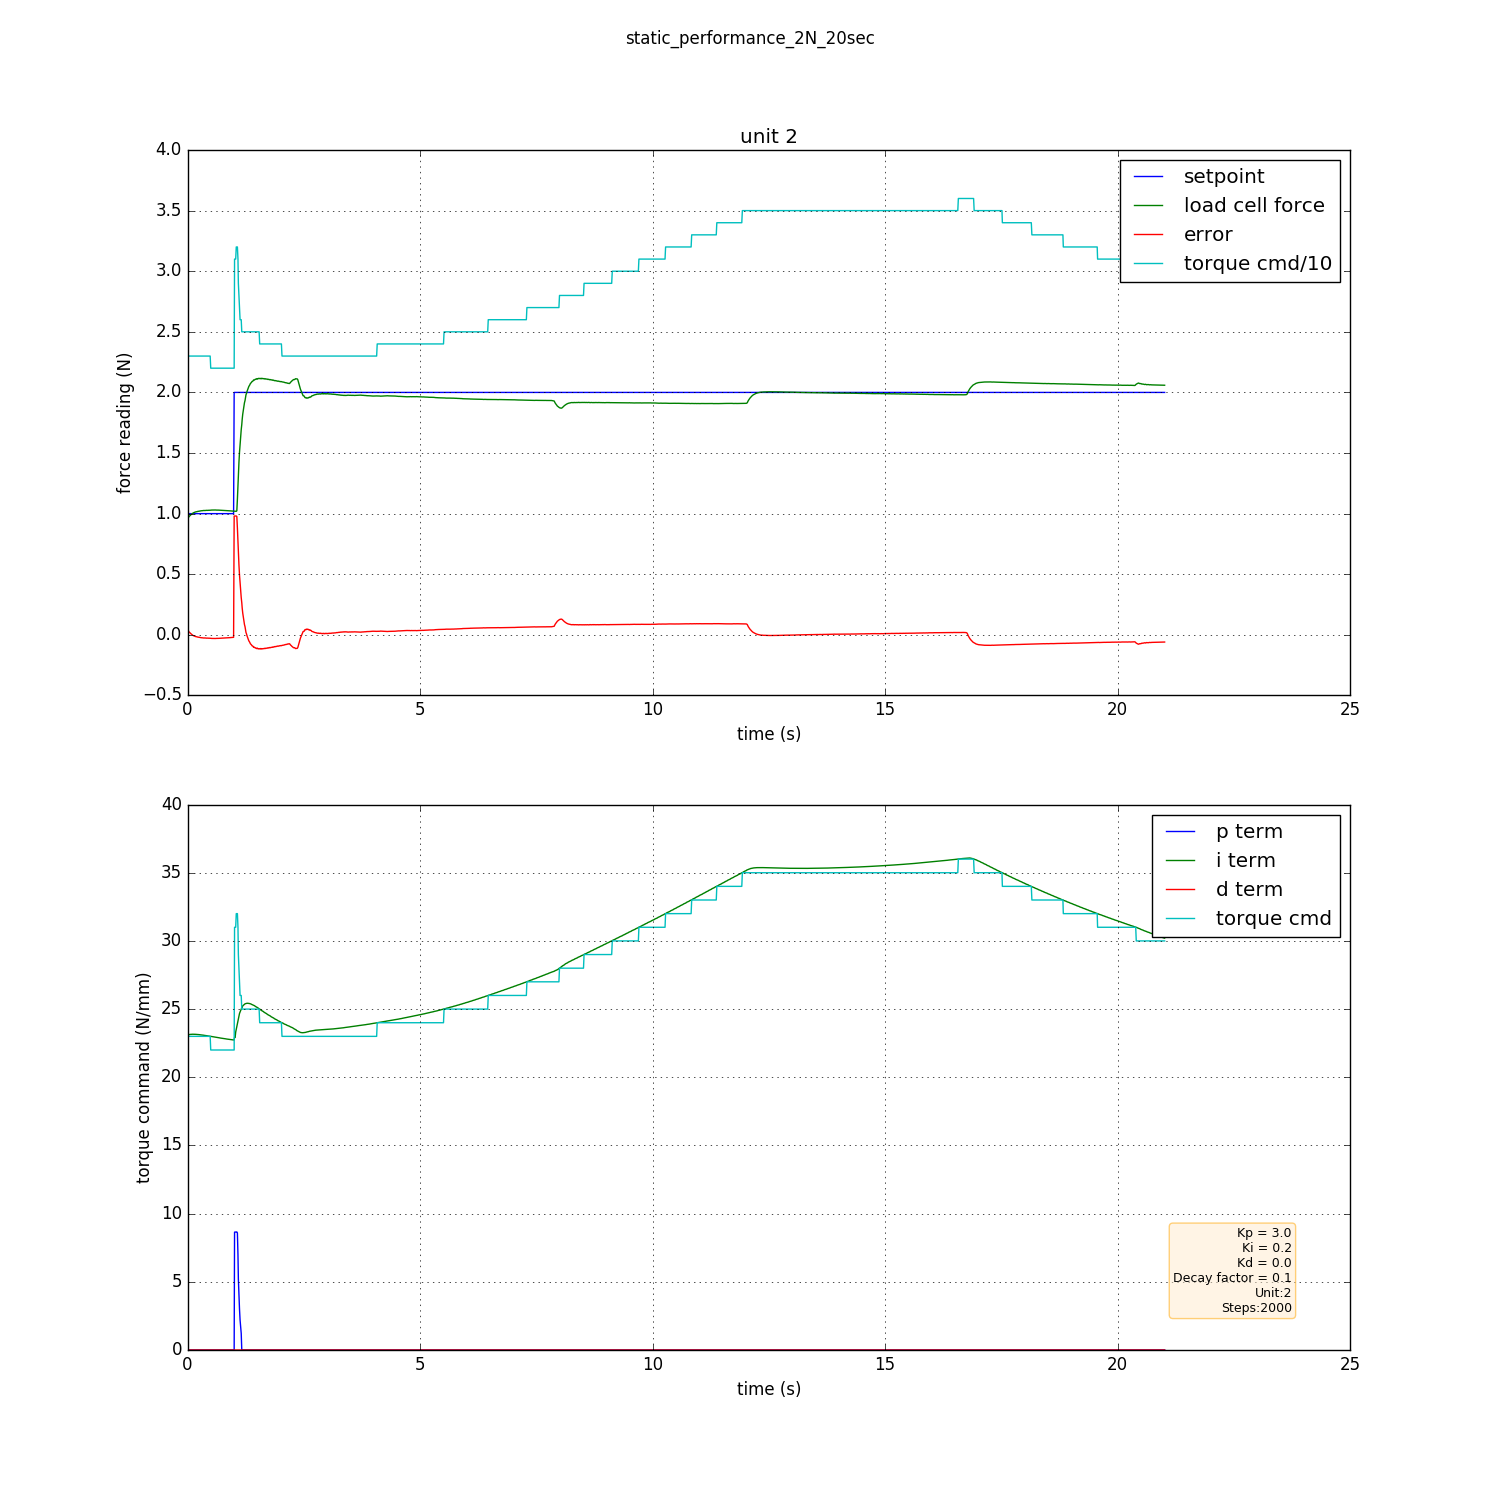 static_performance_2N_20sec
unit 2
4.0
3.5
3.0
2.5
2.0
1.5
1.0
0.5
0.0
−0.5
force reading (N)
setpoint
load cell force
error
torque cmd/10
0 5 10 15 20 25
time (s)
40
35
30
25
20
15
10
5
0
torque command (N/mm)
p term
i term
d term
torque cmd
Kp = 3.0
Ki = 0.2
Kd = 0.0
Decay factor = 0.1
Unit:2
Steps:2000
0 5 10 15 20 25
time (s)